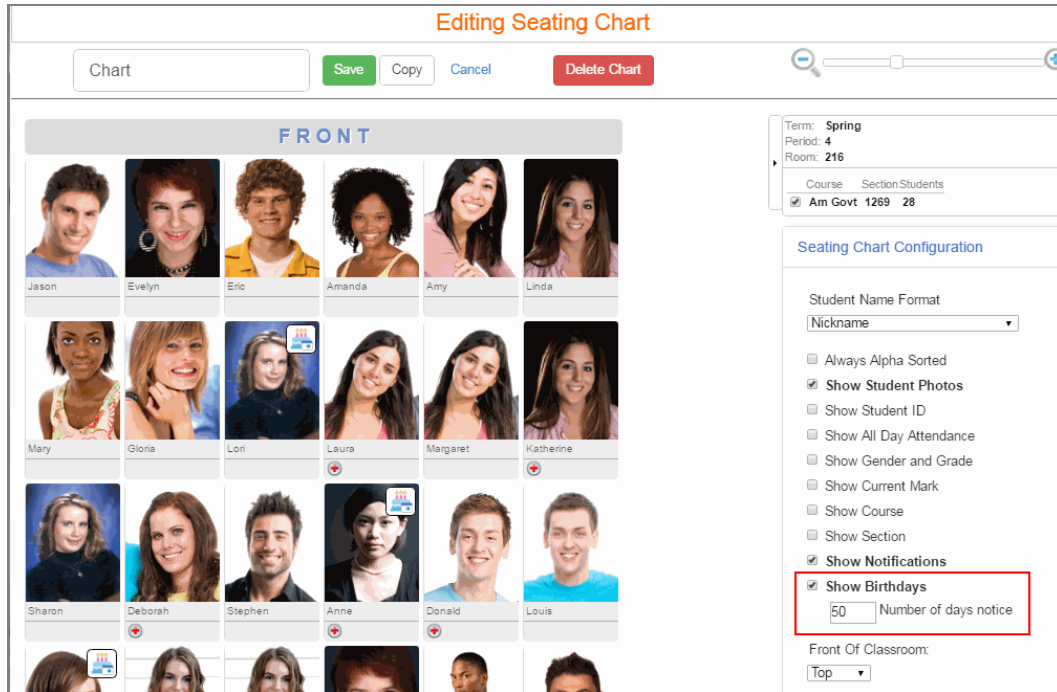 Editing Seating Chart
Chart
Save Copy Cancel Delete Chart
FRONT
Jason Evelyn Eric Amanda Amy Linda
Mary Gloria Lori Laura Margaret Katherine
Sharon Deborah Stephen Anne Donald Louis
Term: Spring
Period: 4
Room: 216
Course Section Students
Am Govt 1269 28
Seating Chart Configuration
Student Name Format
Nickname
Always Alpha Sorted
Show Student Photos
Show Student ID
Show All Day Attendance
Show Gender and Grade
Show Current Mark
Show Course
Show Section
Show Notifications
Show Birthdays
50 Number of days notice
Front Of Classroom:
Top